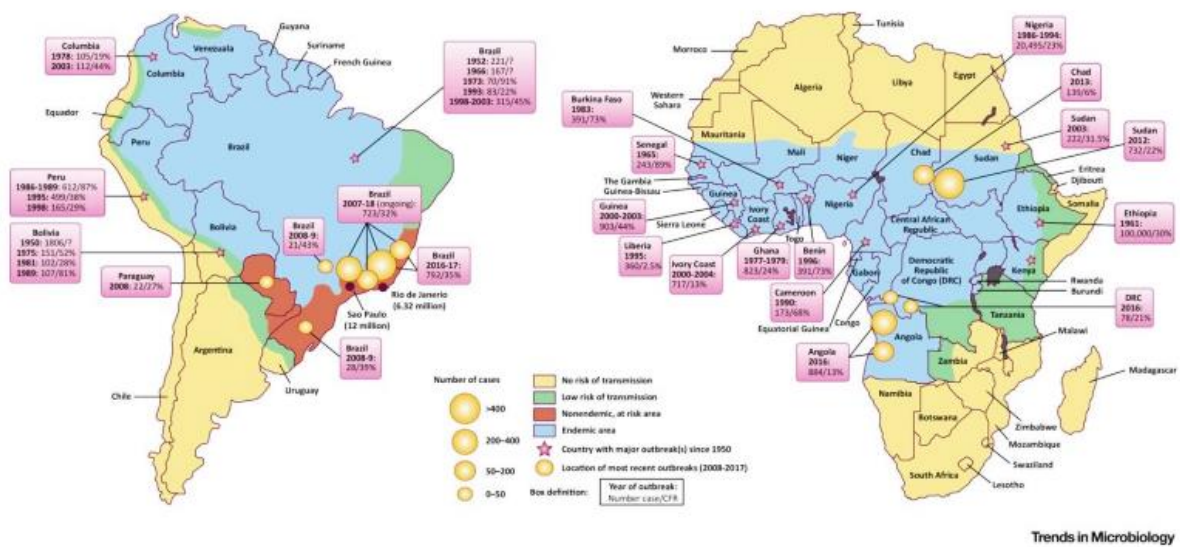 Columbia
1978: 105/19%
2003: 112/44%
Equador
Peru
1986-1989: 612/87%
1995: 499/38%
1998: 165/29%
Bolivia
1950: 1806/?
1975: 151/52%
1981: 102/28%
1989: 107/81%
Paraguay
2008: 22/27%
Guyana
Suriname
French Guinea
Venezuala
Columbia
Peru
Brazil
Bolivia
Argentina
Chile
Uruguay
Brazil
1952: 221/?
1966: 167/?
1973: 70/91%
1993: 83/22%
1998-2003: 315/45%
Brazil
2007-18 (ongoing):
723/32%
Brazil
2008-9:
21/43%
Brazil
2016-17:
792/35%
Rio de Janerio
(6.32 million)
Sao Paulo
(12 million)
Brazil
2008-9:
28/39%
Number of cases
>400
200–400
50–200
0–50
No risk of transmission
Low risk of transmission
Nonendemic, at risk area
Endemic area
Country with major outbreak(s) since 1950
Location of most recent outbreaks (2008-2017)
Box definition:
Year of outbreak:
Number case/CFR
Tunisia
Morroco
Algeria
Libya
Egypt
Western
Sahara
Mauritania
Mali
Niger
Chad
Sudan
Nigeria
1986-1994:
20,495/23%
Chad
2013:
139/6%
Sudan
2003:
222/31.5%
Sudan
2012:
732/22%
Burkina Faso
1983:
391/73%
Senegal
1965:
243/89%
The Gambia
Guinea-Bissau
Guinea
2000-2003:
903/44%
Sierra Leone
Liberia
1995:
360/2.5%
Ivory Coast
2000-2004:
717/13%
Ghana
1977-1979:
823/24%
Togo
Benin
1996:
391/73%
Guinea
Ivory
Coast
Nigeria
Central African
Republic
Ethiopia
Eritrea
Djibouti
Somalia
Ethiopia
1961:
100,000/30%
Cameroon
1990:
173/68%
Equatorial Guinea
Gabon
Congo
Democratic
Republic
of Congo (DRC)
Kenya
Rwanda
Burundi
DRC
2016:
78/21%
Tanzania
Malawi
Angola
2016:
884/13%
Angola
Zambia
Namibia
Botswana
Zimbabwe
Mozambique
Swaziland
Lesotho
South Africa
Madagascar
Trends in Microbiology